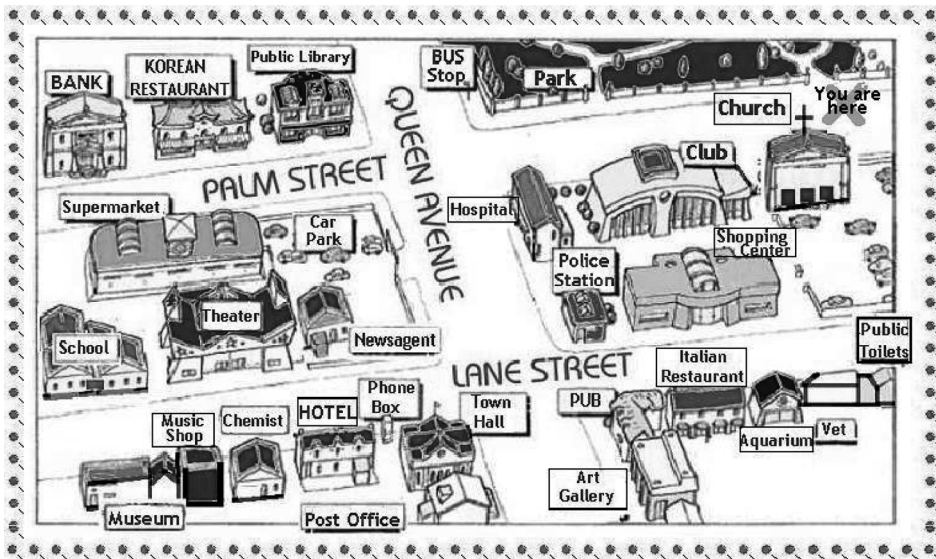 BANK
KOREAN
RESTAURANT
Public Library
BUS
Stop
Park
You are
here
Church
QUEEN AVENUE
PALM STREET
Club
Supermarket
Car
Park
Hospital
Shopping
Center
Police
Station
Theater
School
Newsagent
Public
Toilets
LANE STREET
Italian
Restaurant
Phone
Box
PUB
Town
Hall
HOTEL
Chemist
Music
Shop
Aquarium
Vet
Art
Gallery
Museum
Post Office